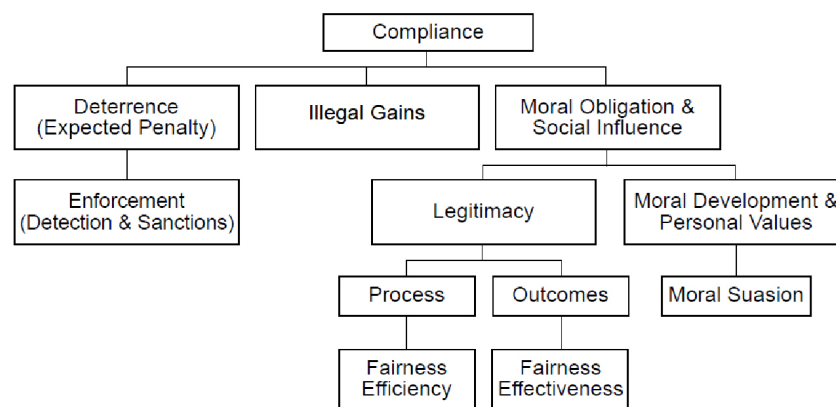 Compliance
Deterrence
(Expected Penalty)
Illegal Gains
Moral Obligation &
Social Influence
Enforcement
(Detection & Sanctions)
Legitimacy
Moral Development &
Personal Values
Process
Outcomes
Moral Suasion
Fairness
Efficiency
Fairness
Effectiveness